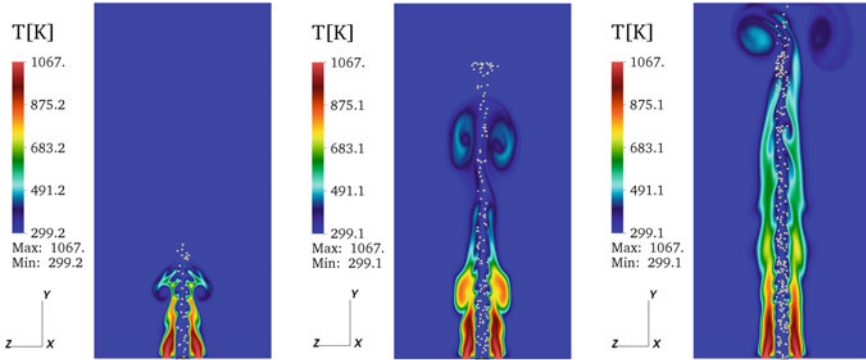 T[K]
1067.
875.2
683.2
491.2
299.2
Max: 1067.
Min: 299.2
Y
Z X
T[K]
1067.
875.1
683.1
491.1
299.1
Max: 1067.
Min: 299.1
Y
Z X
T[K]
1067.
875.1
683.1
491.1
299.1
Max: 1067.
Min: 299.1
Y
Z X